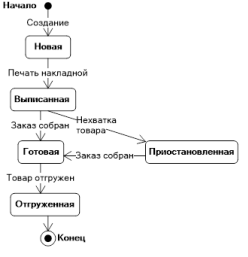 Начало
Создание
Новая
Печать накладной
Выписанная
Заказ собран
Нехватка
товара
Готовая
Заказ собран
Приостановленная
Товар отгружен
Отгруженная
Конец